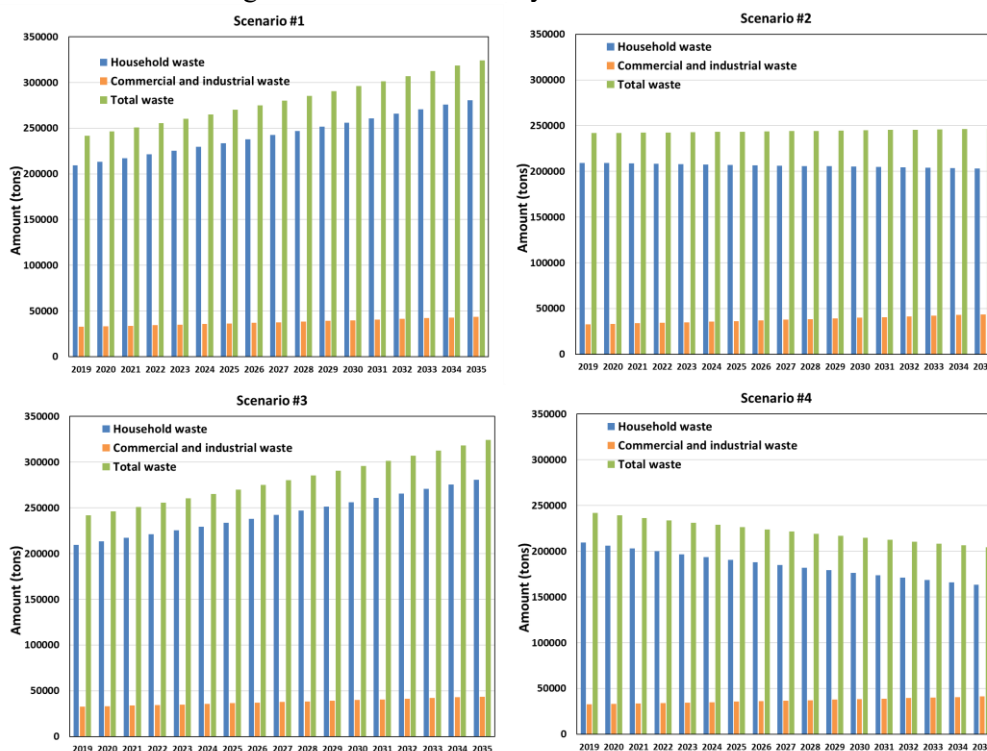 Scenario #1
350000
300000
250000
200000
150000
100000
50000
0
Amount (tons)
Household waste
Commercial and industrial waste
Total waste
2019 2020 2021 2022 2023 2024 2025 2026 2027 2028 2029 2030 2031 2032 2033 2034 2035
Scenario #2
350000
300000
250000
200000
150000
100000
50000
0
Amount (tons)
Household waste
Commercial and industrial waste
Total waste
2019 2020 2021 2022 2023 2024 2025 2026 2027 2028 2029 2030 2031 2032 2033 2034
Scenario #3
350000
300000
250000
200000
150000
100000
50000
0
Amount (tons)
Household waste
Commercial and industrial waste
Total waste
2019 2020 2021 2022 2023 2024 2025 2026 2027 2028 2029 2030 2031 2032 2033 2034 2035
Scenario #4
350000
300000
250000
200000
150000
100000
50000
0
Amount (tons)
Household waste
Commercial and industrial waste
Total waste
2019 2020 2021 2022 2023 2024 2025 2026 2027 2028 2029 2030 2031 2032 2033 2034